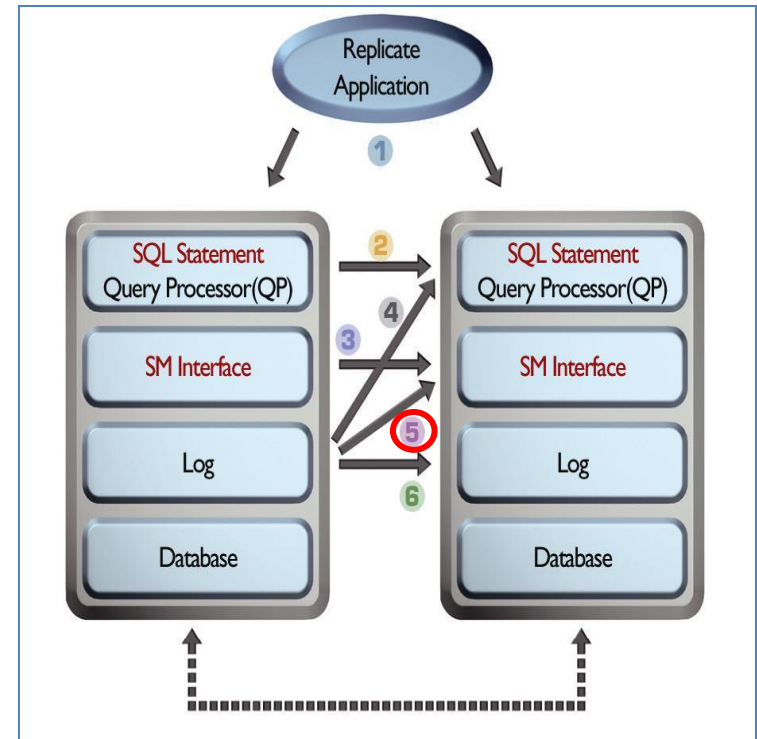 Replicate
Application
1
SQL Statement
Query Processor(QP)
2
SQL Statement
Query Processor(QP)
4
3
SM Interface
SM Interface
5
Log
Log
6
Database
Database